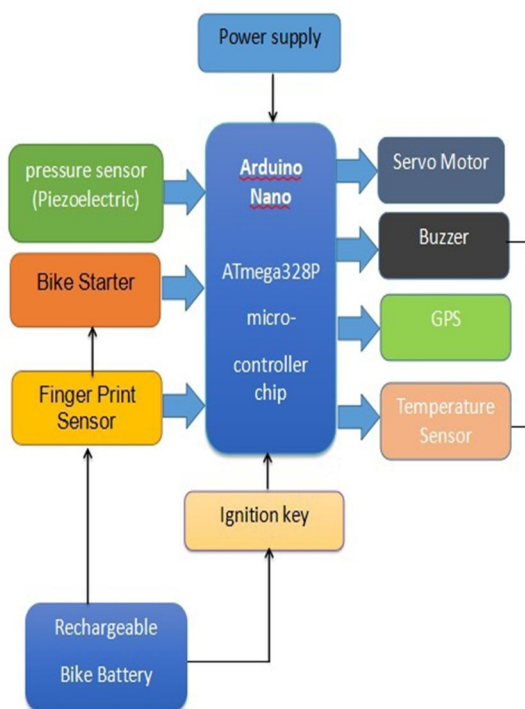 Power supply
pressure sensor
(Piezoelectric)
Bike Starter
Finger Print
Sensor
Arduino
Nano
ATmega328P
micro-
controller
chip
Servo Motor
Buzzer
GPS
Temperature
Sensor
Ignition key
Rechargeable
Bike Battery